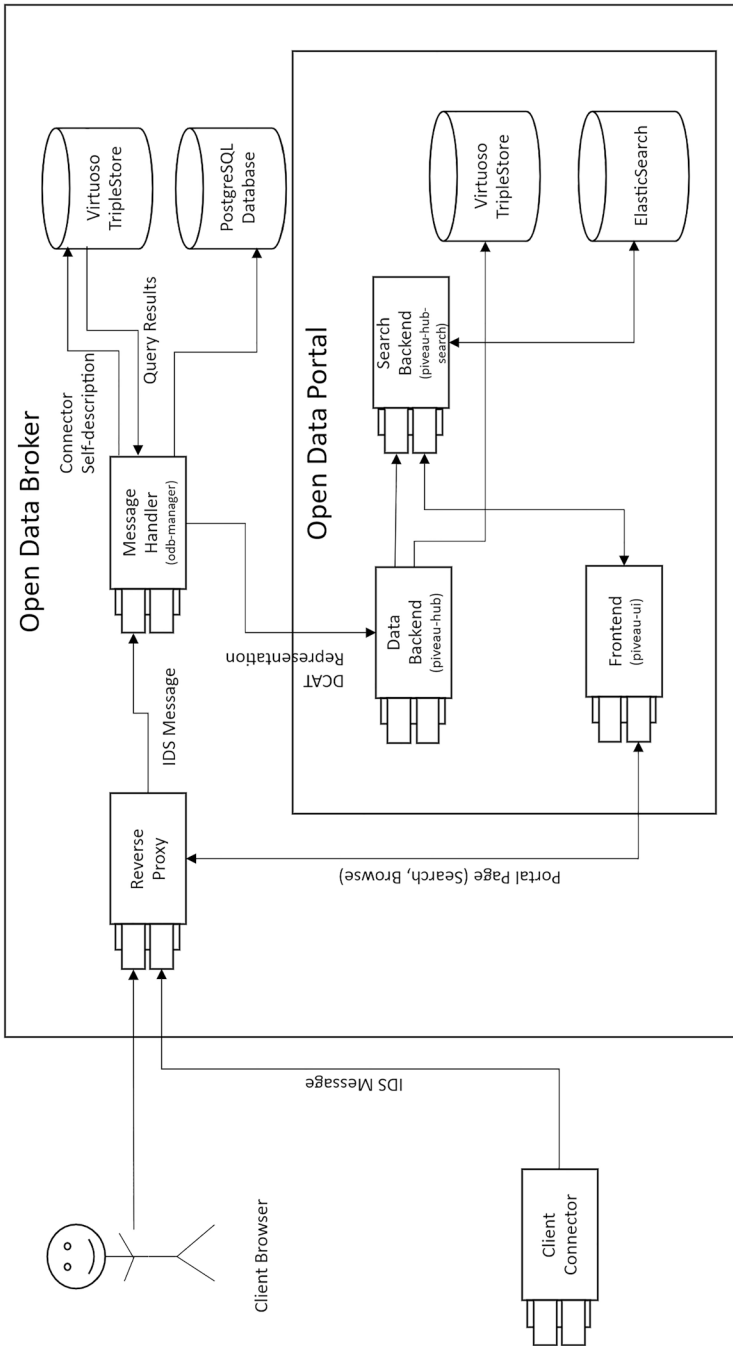 Open Data Broker
Client Browser
Client
Connector
IDS Message
Reverse
Proxy
IDS Message
Message
Handler
(odb-manager)
Connector
Self-description
Query Results
Virtuoso
TripleStore
PostgreSQL
Database
DCAT
Representation
Portal Page (Search, Browse)
Open Data Portal
Data
Backend
(piveau-hub)
Search
Backend
(piveau-hub-
search)
Virtuoso
TripleStore
Frontend
(piveau-ui)
ElasticSearch